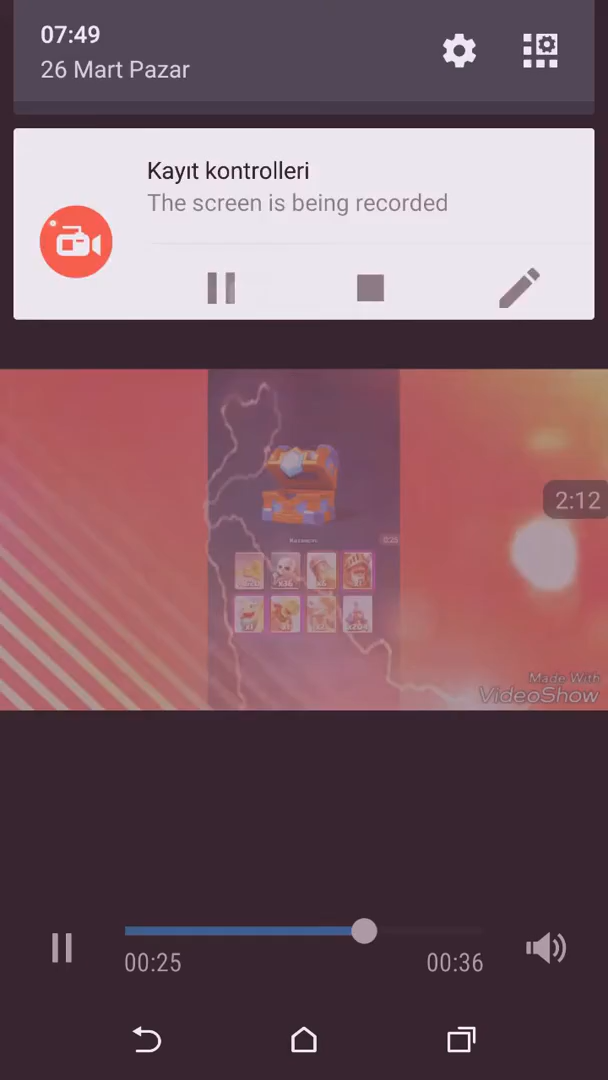 07:49
26 Mart Pazar
Kayıt kontrolleri
The screen is being recorded
2:12
Made With
VideoShow
00:25
00:36